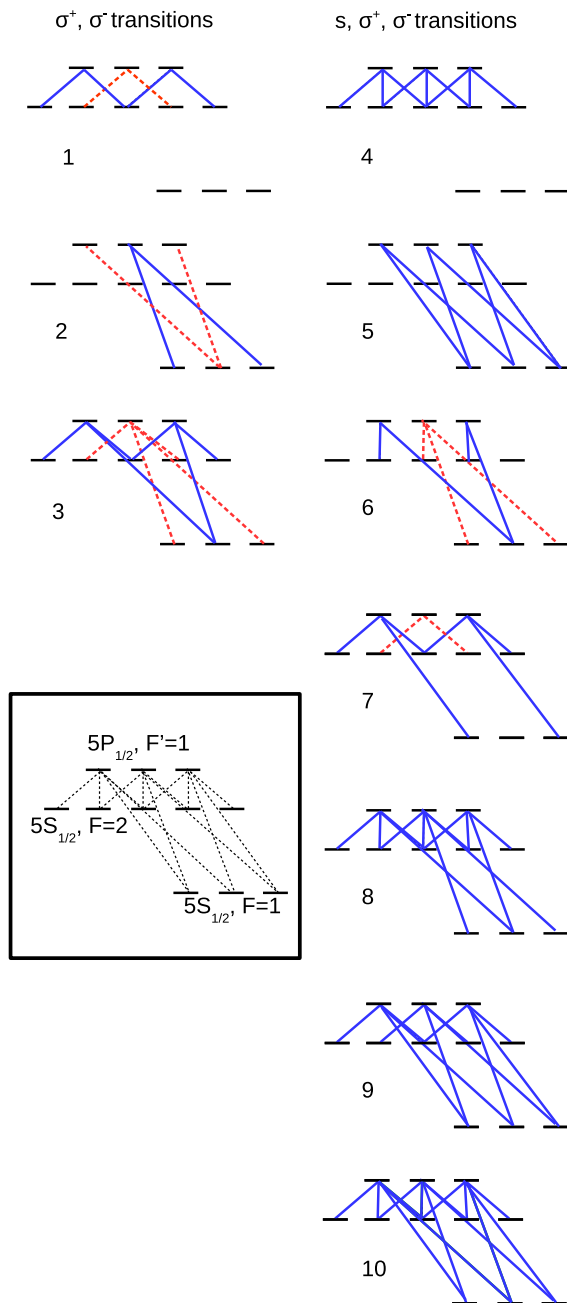 σ⁺, σ⁻ transitions
1
2
3
s, σ⁺, σ⁻ transitions
4
5
6
7
8
9
10
5P₁/₂, F'=1
5S₁/₂, F=2
5S₁/₂, F=1